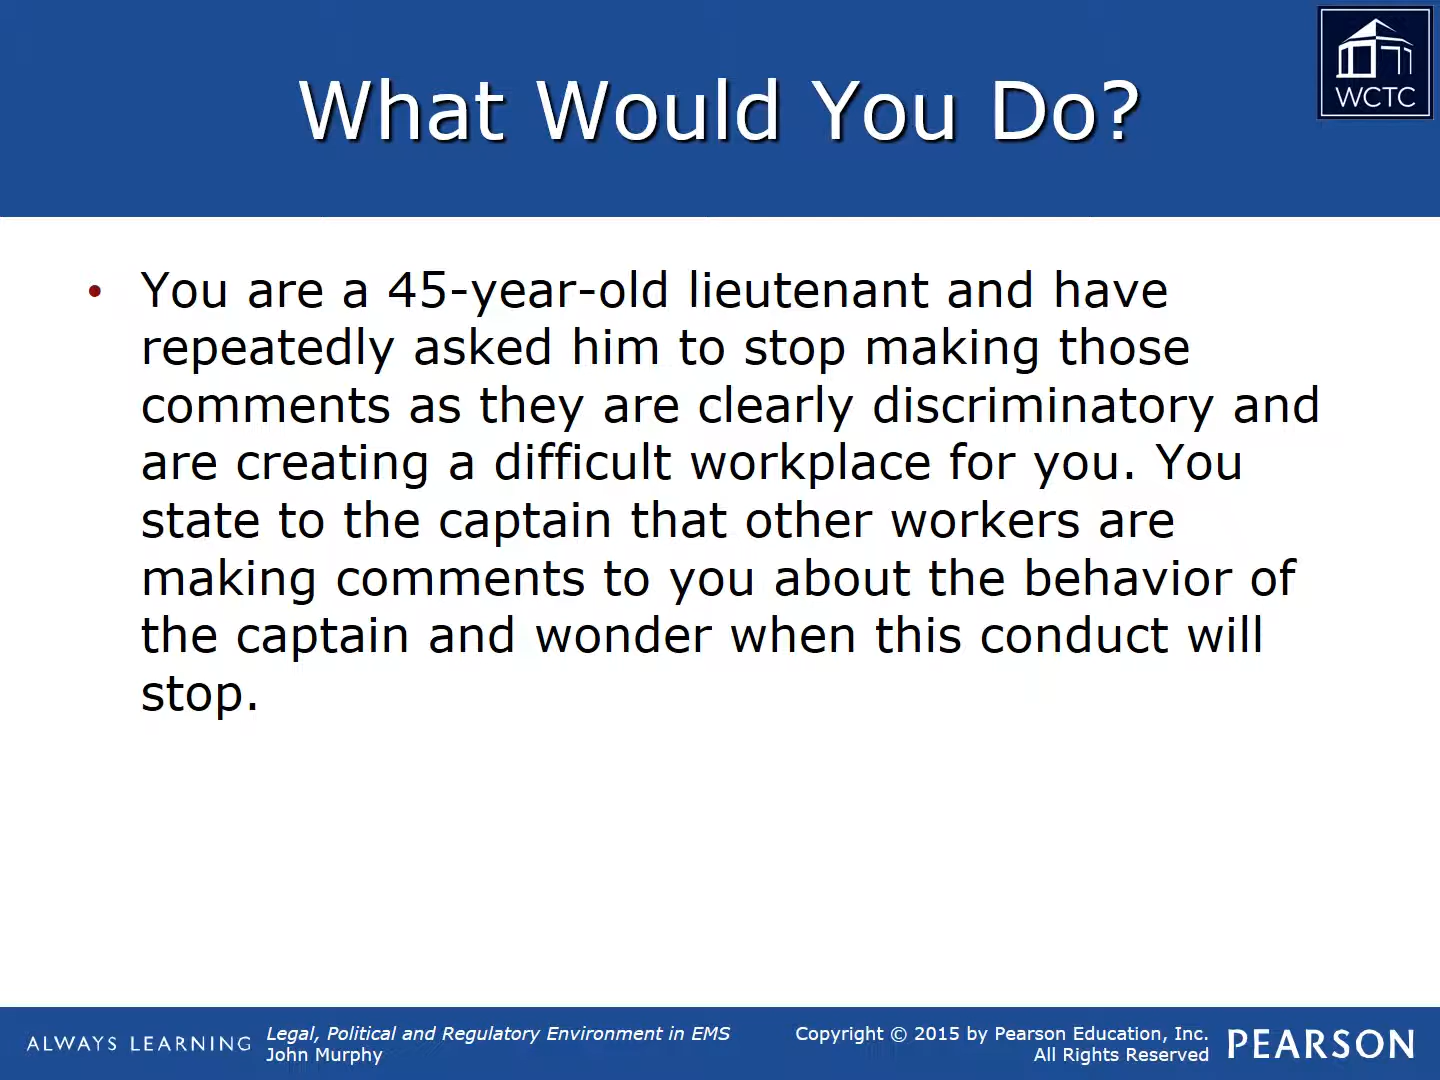 WCTC
What Would You Do?
• You are a 45-year-old lieutenant and have
repeatedly asked him to stop making those
comments as they are clearly discriminatory and
are creating a difficult workplace for you. You
state to the captain that other workers are
making comments to you about the behavior of
the captain and wonder when this conduct will
stop.
ALWAYS LEARNING
Legal, Political and Regulatory Environment in EMS
John Murphy
Copyright © 2015 by Pearson Education, Inc.
All Rights Reserved
PEARSON